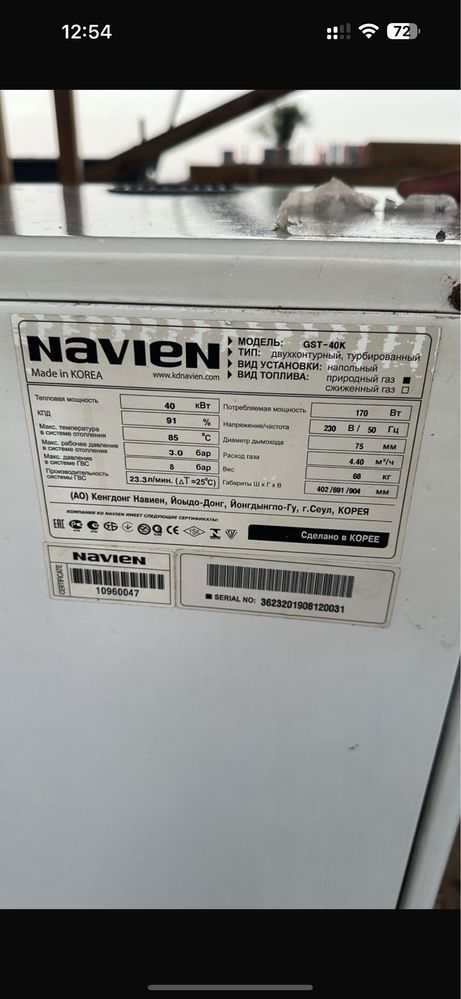 12:54
72
NAVIEN
Made in KOREA
www.kdnavien.com
МОДЕЛЬ: GST-40K
ТИП: двухконтурный, турбированный
ВИД УСТАНОВКИ: напольный
ВИД ТОПЛИВА: природный газ
сжиженный газ
Тепловая мощность 40 кВт
КПД 91 %
Макс. температура в системе отопления 85 °C
Макс. рабочее давление в системе отопления 3.0 бар
Макс. давление в системе ГВС 8 бар
Производительность системы ГВС 23.3 л/мин. (△T=25°C)
Потребляемая мощность 170 Вт
Напряжение/частота 230 В / 50 Гц
Диаметр дымохода 75 мм
Расход газа 4.40 м³/ч
Вес 68 кг
Габариты Ш x Г x В 402/691/904 мм
(АО) Кенгдонг Навиен, Йоыдо-Донг, Йонгдынгпо-Гу, г.Сеул, КОРЕЯ
КОМПАНИЯ KD NAVIEN ИМЕЕТ СЛЕДУЮЩИЕ СЕРТИФИКАТЫ:
EAC
CE
Сделано в КОРЕЕ
CERTIFICATE
NAVIEN
10960047
SERIAL NO: 3623201908120031